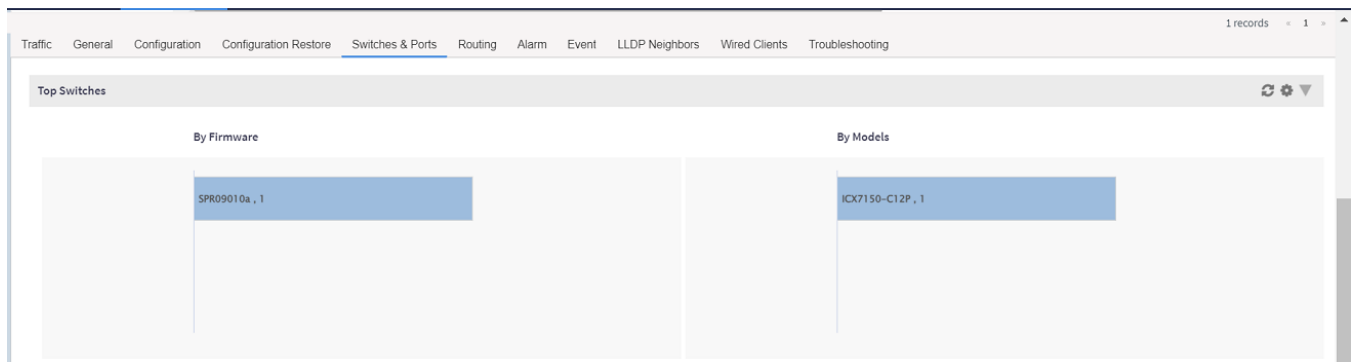 1 records « 1 »
Traffic General Configuration Configuration Restore Switches & Ports Routing Alarm Event LLDP Neighbors Wired Clients Troubleshooting
Top Switches
By Firmware
SPR09010a , 1
By Models
ICX7150-C12P , 1